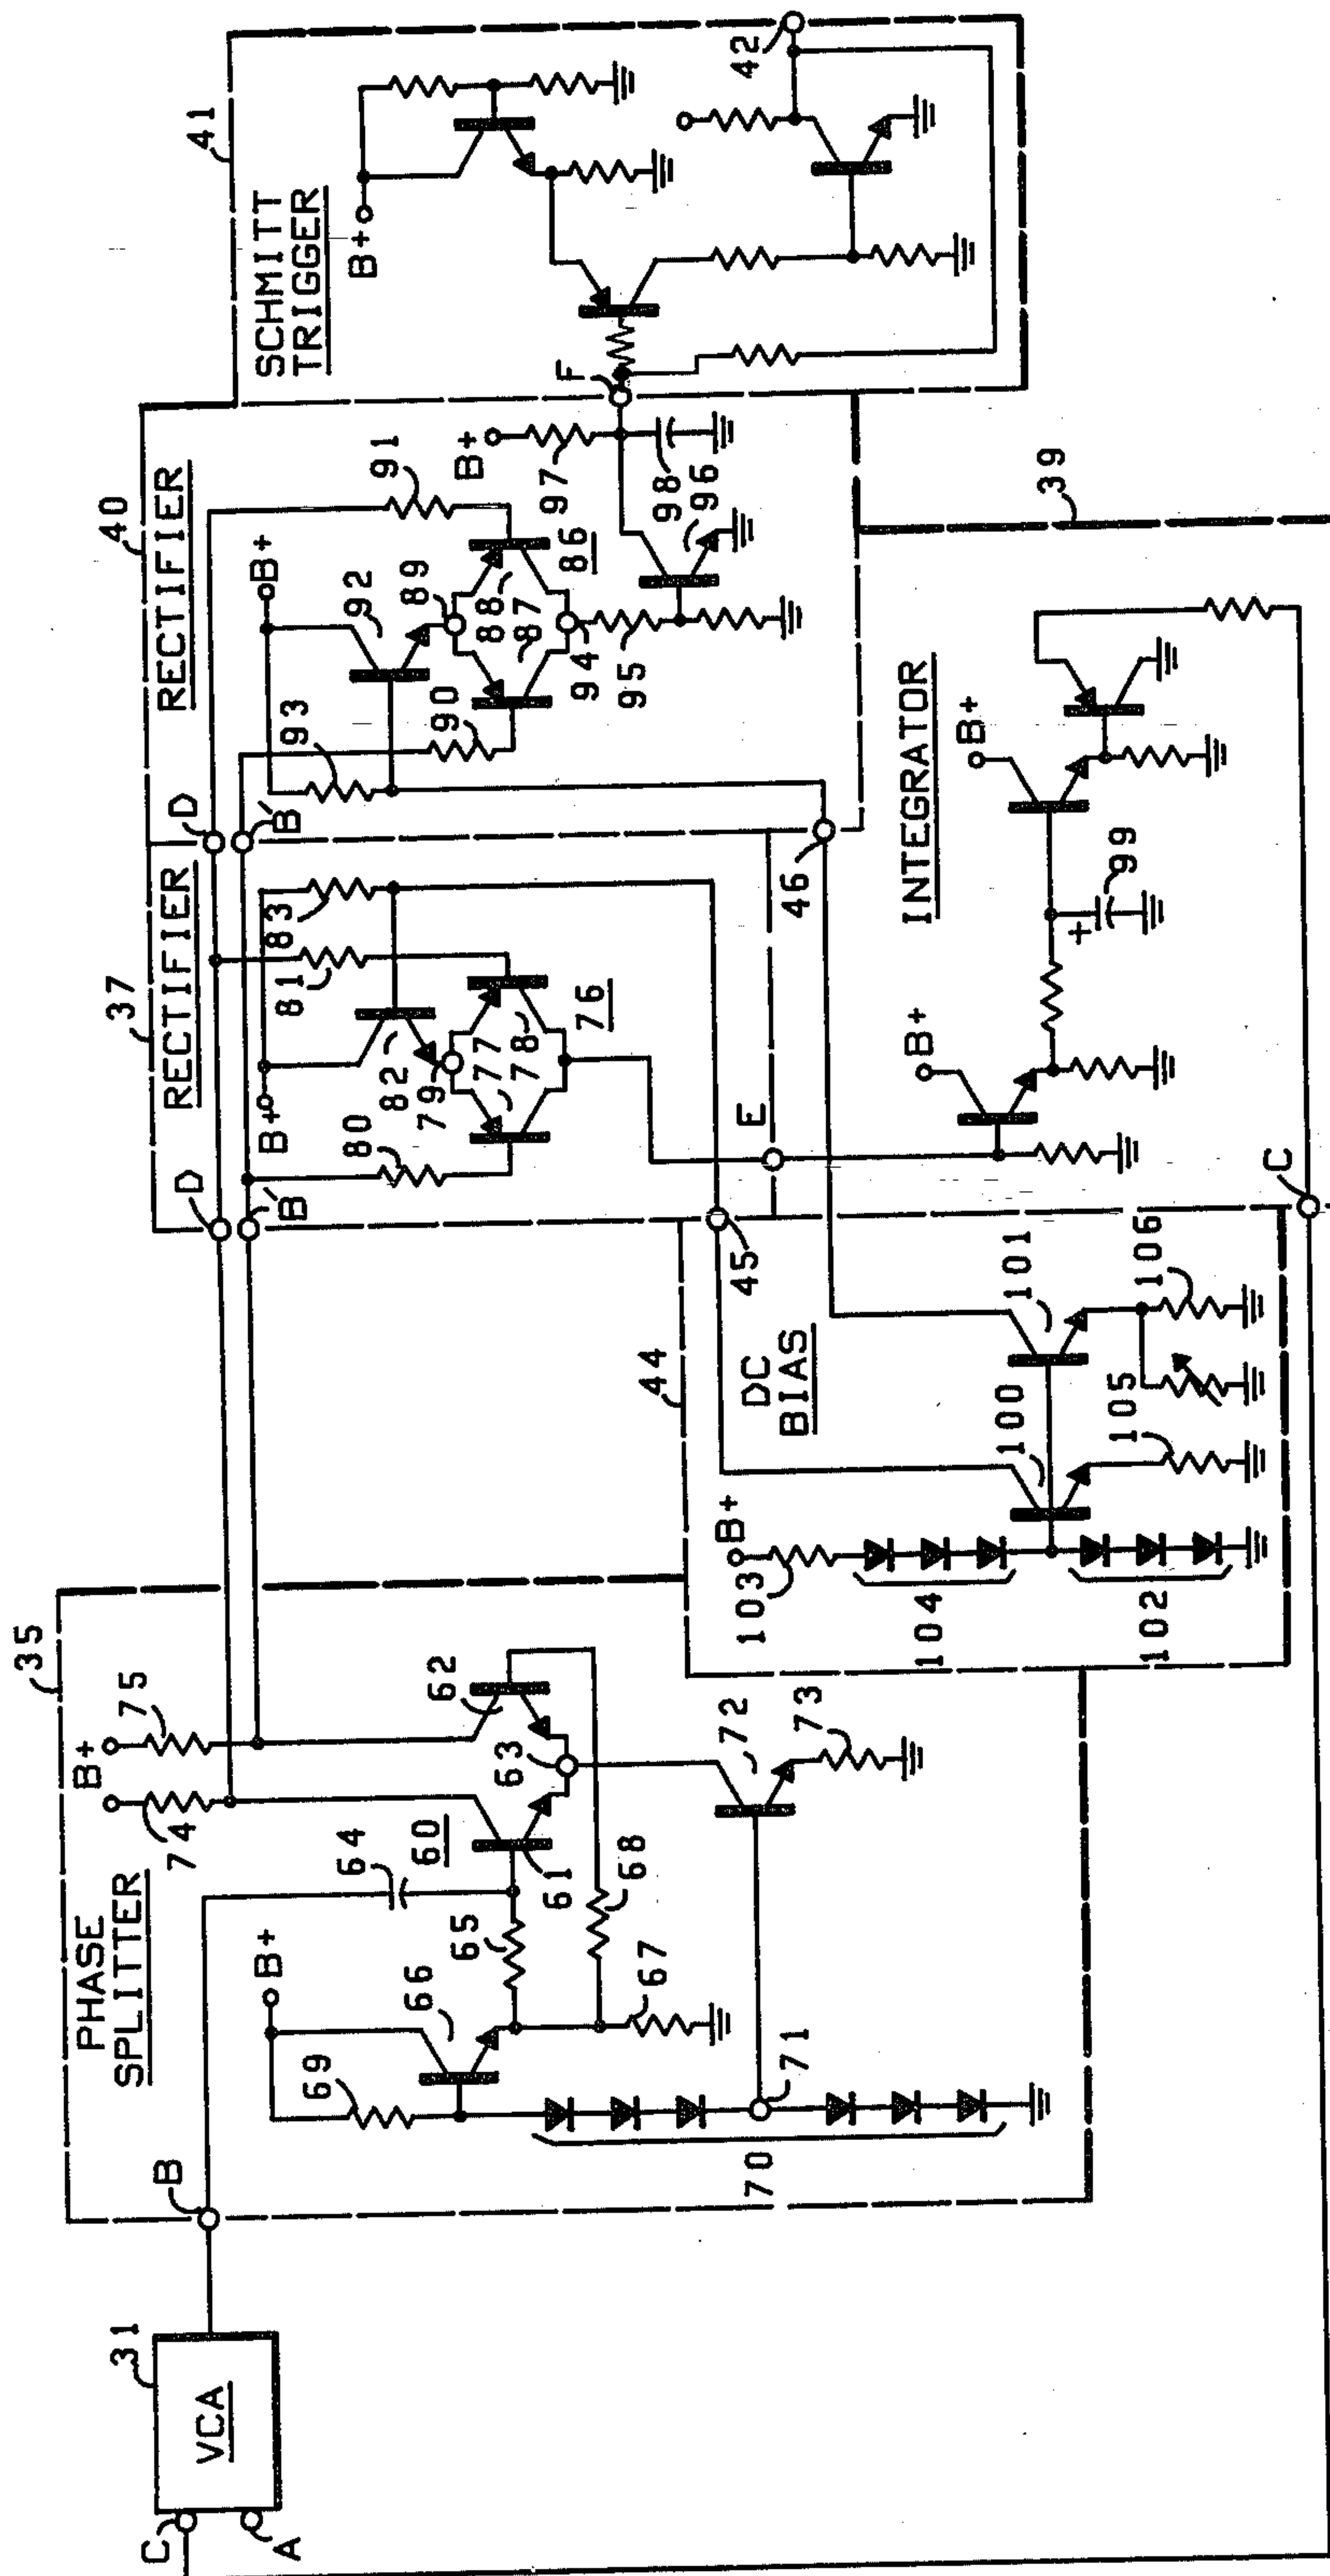 31
VCA
C
A
B
35
PHASE
SPLITTER
B+
74
75
B+
69
66
64
60
65
61
62
63
68
67
70
71
72
73
44
DC
BIAS
B+
103
104
102
100
101
105
106
45
46
37
RECTIFIER
D
B'
B+
80
82
79
77
78
76
81
83
E
D
B'
40
RECTIFIER
B+
93
92
89
90
88
87
86
91
94
95
B+
97
98
96
F
41
SCHMITT
TRIGGER
B+
42
39
INTEGRATOR
B+
+
99
B+
C